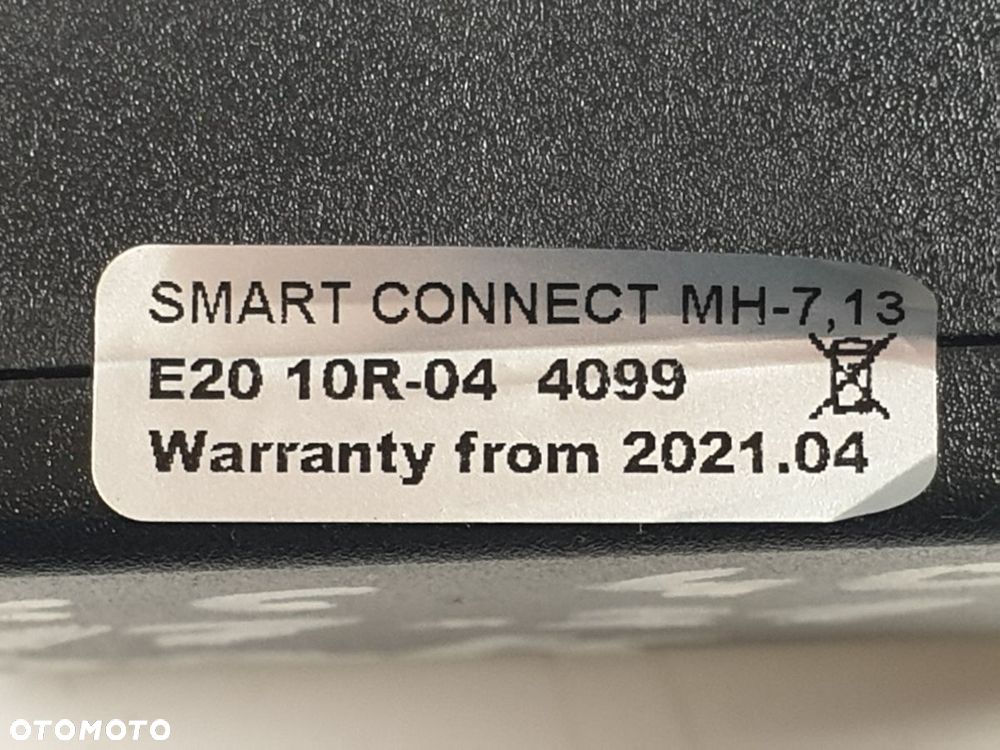 SMART CONNECT MH-7,13
E20 10R-04 4099
Warranty from 2021.04
OTOMOTO